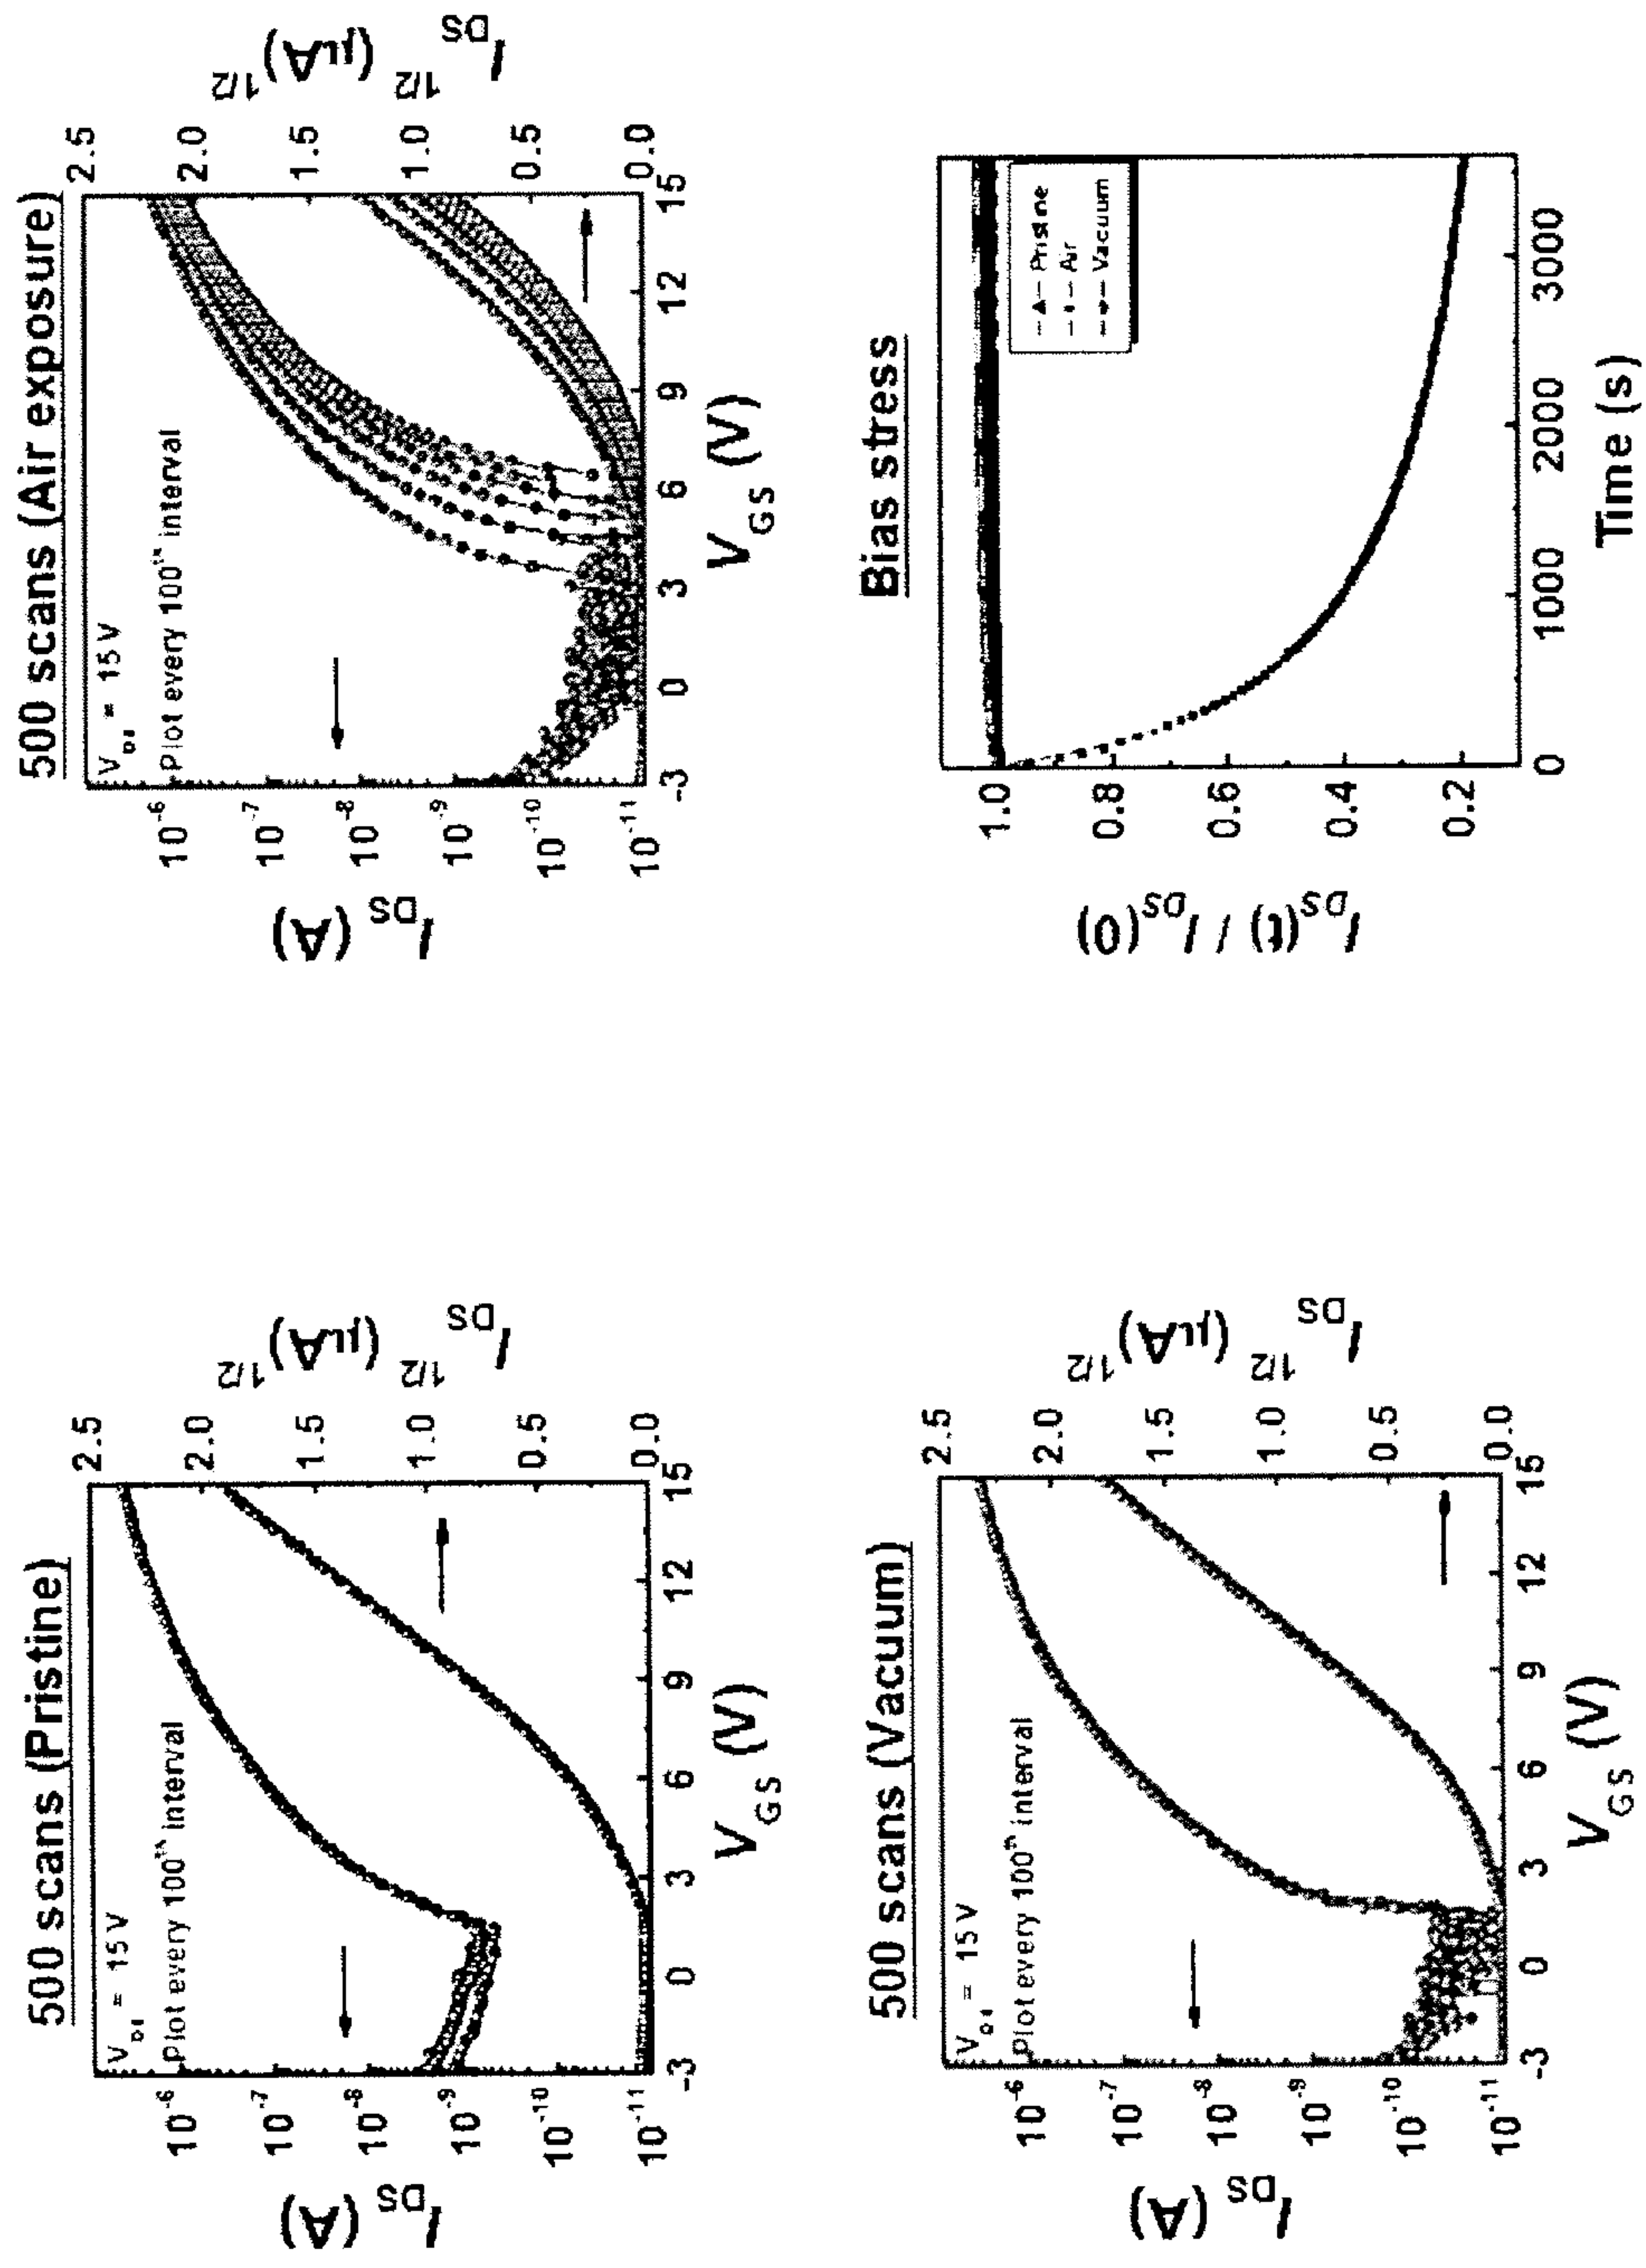 500 scans (Pristine)
V_DS = 15 V
Plot every 100th interval
10^-6
10^-7
10^-8
10^-9
10^-10
10^-11
I_DS (A)
2.5
2.0
1.5
1.0
0.5
0.0
I_DS^1/2 (μA)^1/2
-3 0 3 6 9 12 15
V_GS (V)
500 scans (Air exposure)
V_DS = 15 V
Plot every 100th interval
10^-6
10^-7
10^-8
10^-9
10^-10
10^-11
I_DS (A)
2.5
2.0
1.5
1.0
0.5
0.0
I_DS^1/2 (μA)^1/2
-3 0 3 6 9 12 15
V_GS (V)
500 scans (Vacuum)
V_DS = 15 V
Plot every 100th interval
10^-6
10^-7
10^-8
10^-9
10^-10
10^-11
I_DS (A)
2.5
2.0
1.5
1.0
0.5
0.0
I_DS^1/2 (μA)^1/2
-3 0 3 6 9 12 15
V_GS (V)
Bias stress
Pristine
Air
Vacuum
1.0
0.8
0.6
0.4
0.2
I_DS(t) / I_DS(0)
0 1000 2000 3000
Time (s)